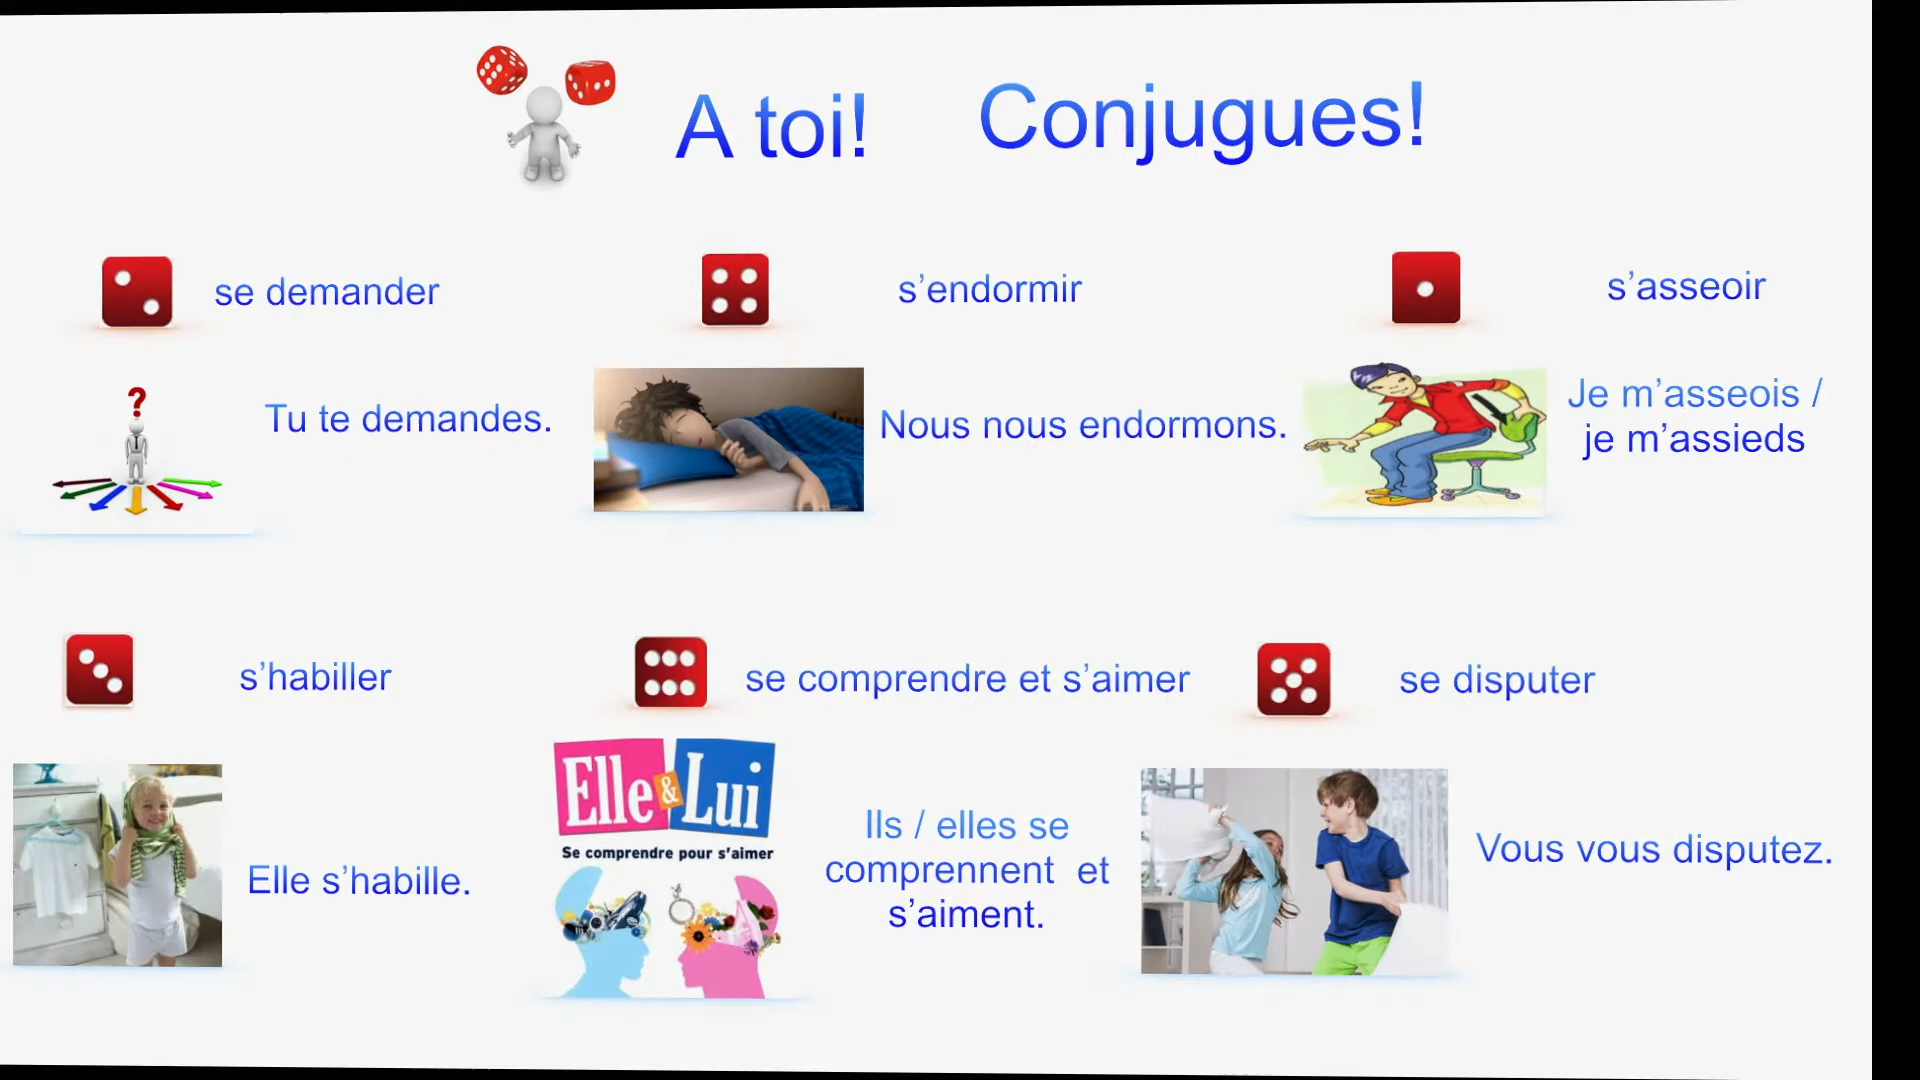 A toi! Conjugues!
se demander
s'endormir
s'asseoir
?
Tu te demandes.
Nous nous endormons.
Je m'asseois /
je m'assieds
s'habiller
se comprendre et s'aimer
se disputer
Elle & Lui
Se comprendre pour s'aimer
Elle s'habille.
Ils / elles se
comprennent et
s'aiment.
Vous vous disputez.